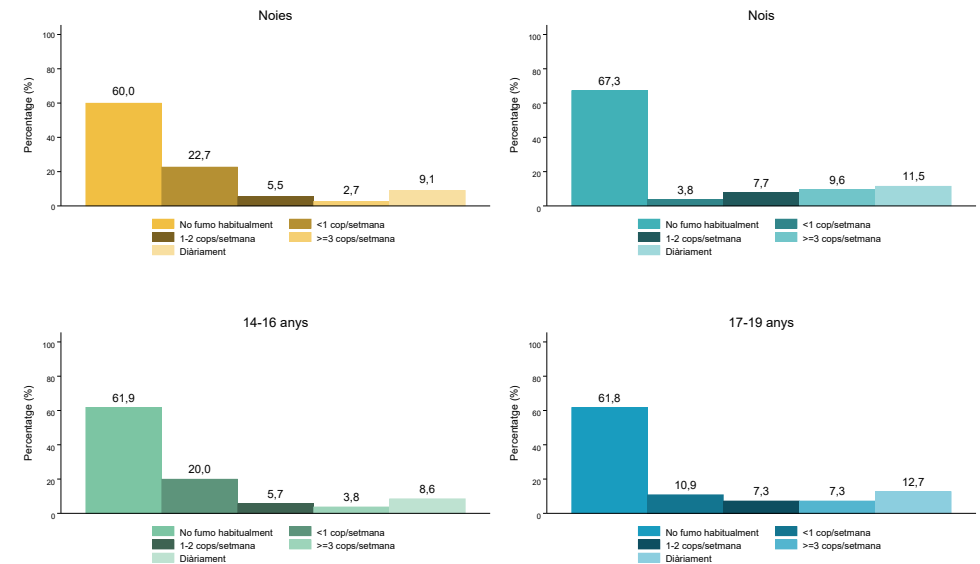 Noies
Percentatge (%)
100
80
60
40
20
0
60,0
22,7
5,5
2,7
9,1
No fumo habitualment
<1 cop/setmana
1-2 cops/setmana
>=3 cops/setmana
Diàriament
Nois
Percentatge (%)
100
80
60
40
20
0
67,3
3,8
7,7
9,6
11,5
No fumo habitualment
<1 cop/setmana
1-2 cops/setmana
>=3 cops/setmana
Diàriament
14-16 anys
Percentatge (%)
100
80
60
40
20
0
61,9
20,0
5,7
3,8
8,6
No fumo habitualment
<1 cop/setmana
1-2 cops/setmana
>=3 cops/setmana
Diàriament
17-19 anys
Percentatge (%)
100
80
60
40
20
0
61,8
10,9
7,3
7,3
12,7
No fumo habitualment
<1 cop/setmana
1-2 cops/setmana
>=3 cops/setmana
Diàriament